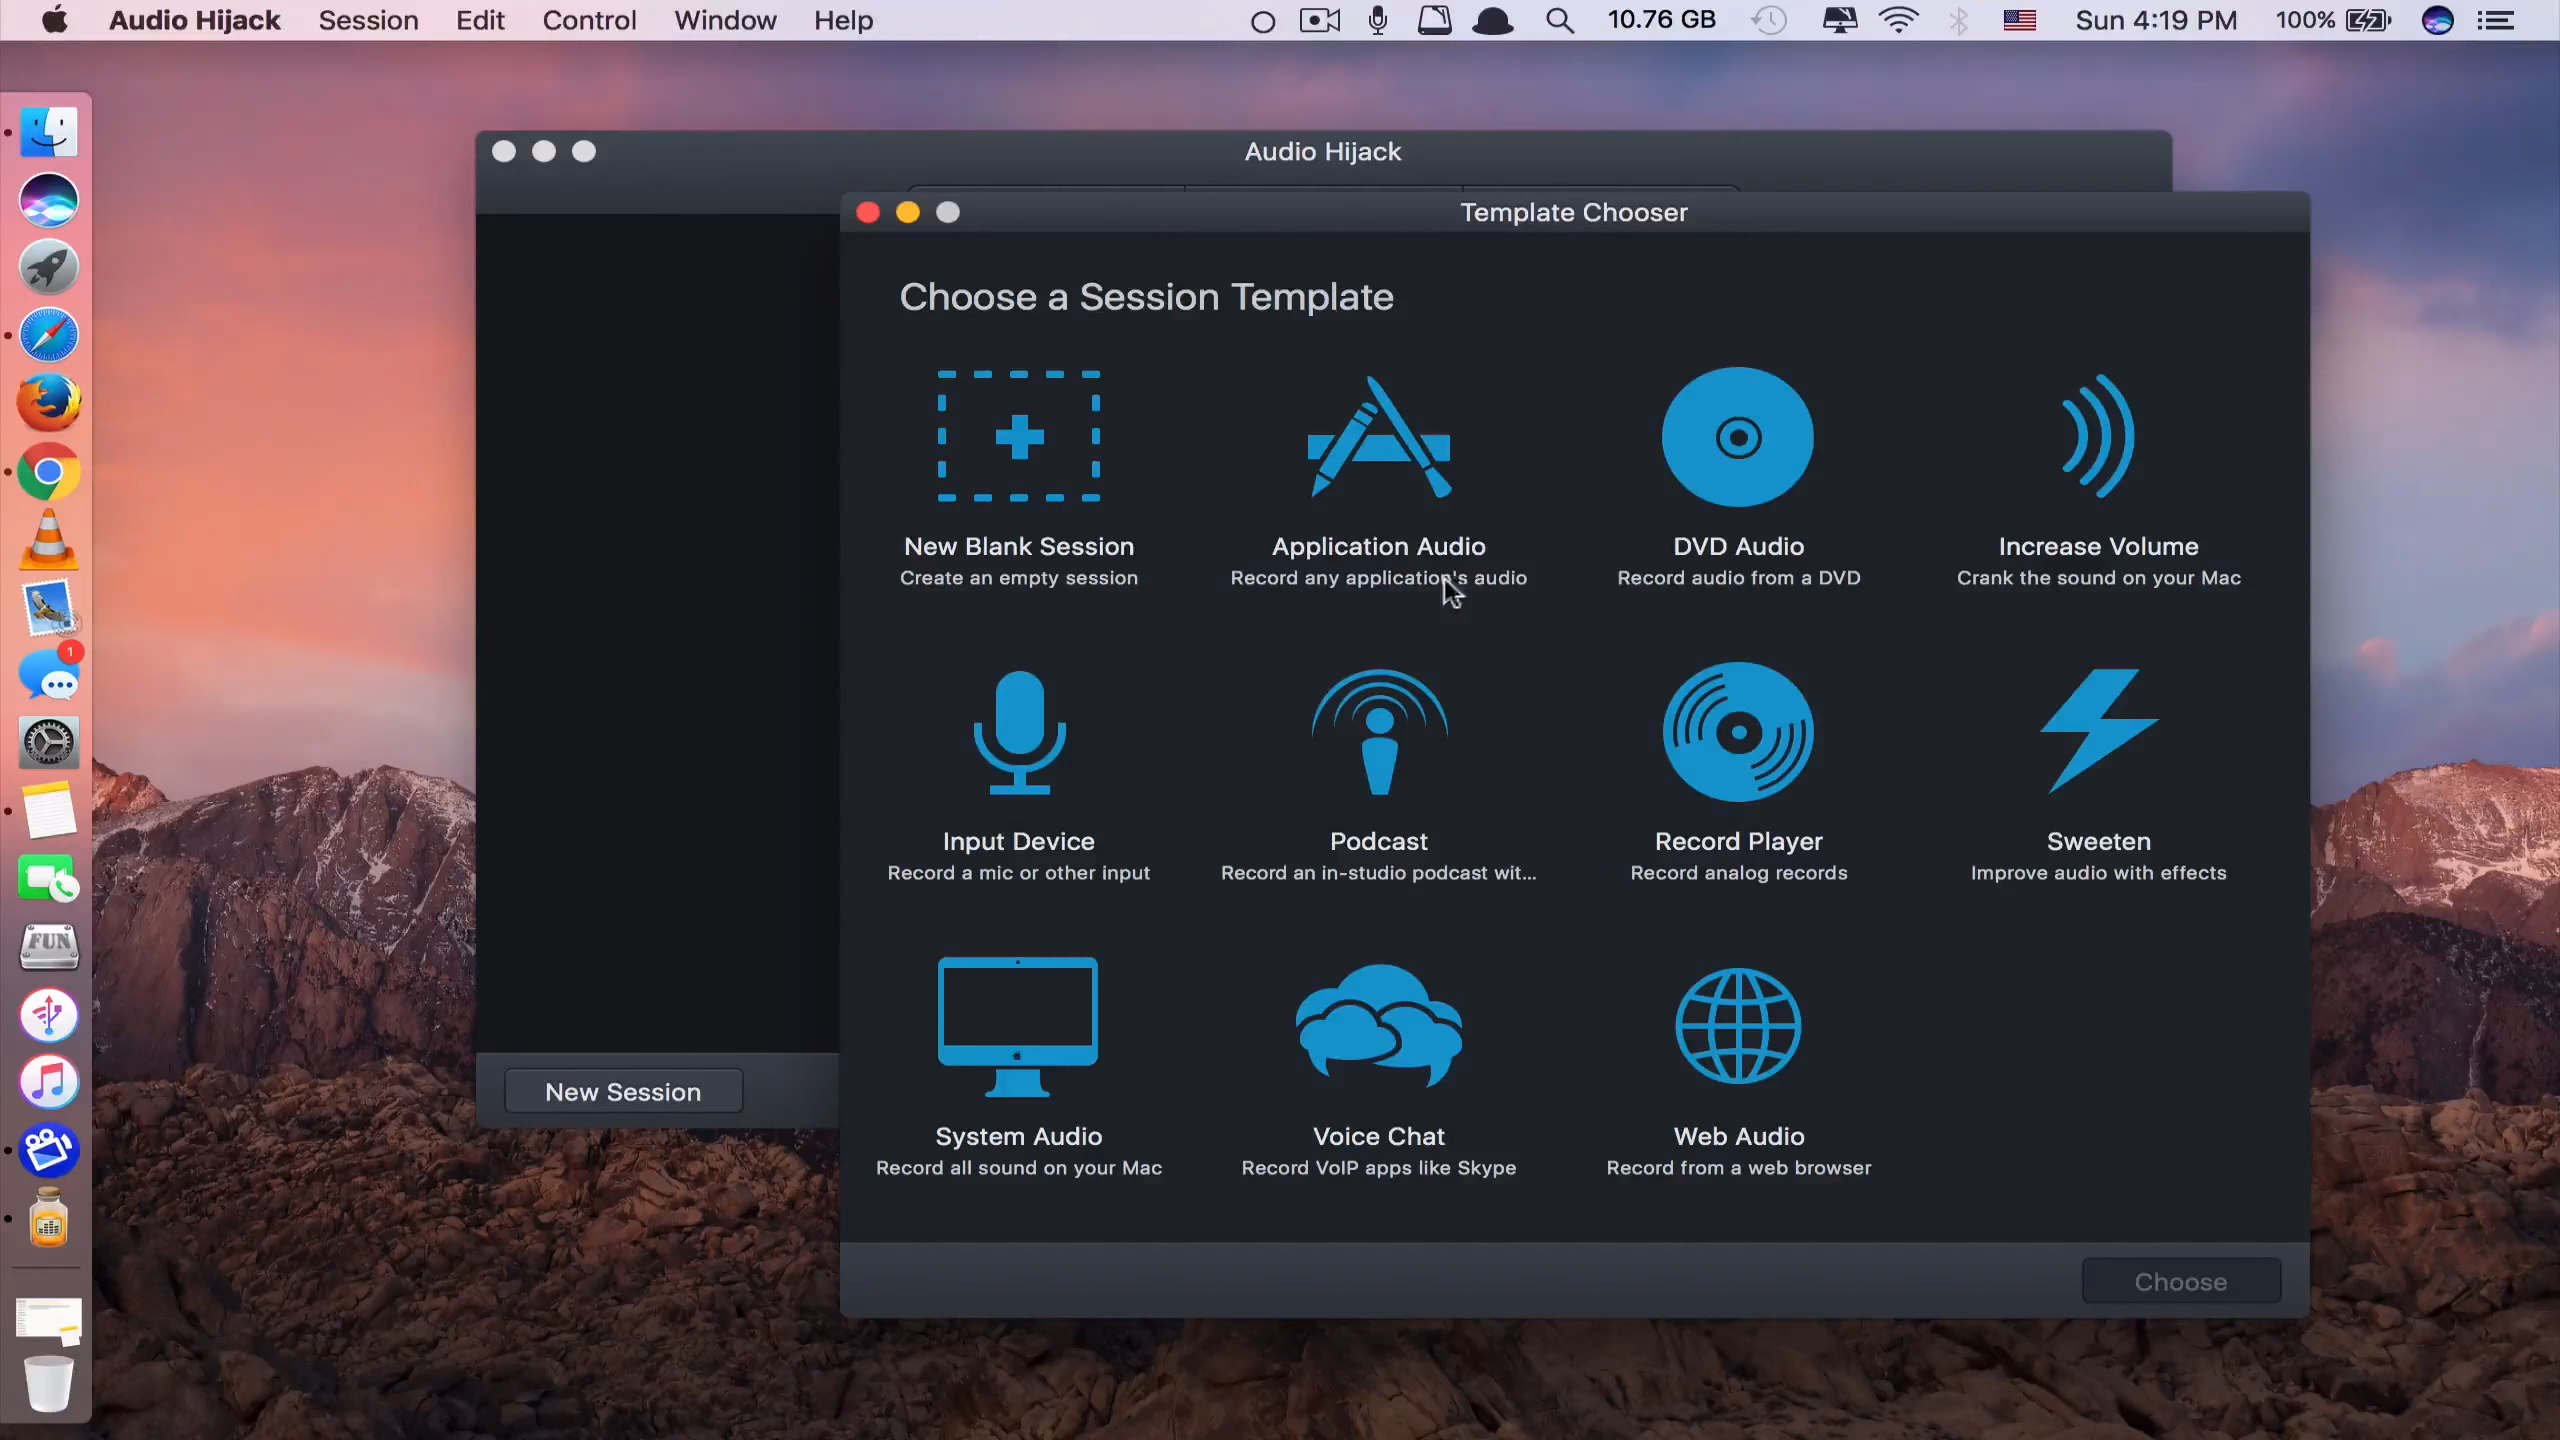 Audio Hijack Session Edit Control Window Help 10.76 GB Sun 4:19 PM 100%
Audio Hijack
Template Chooser
Choose a Session Template
New Blank Session
Create an empty session
Application Audio
Record any application's audio
DVD Audio
Record audio from a DVD
Increase Volume
Crank the sound on your Mac
Input Device
Record a mic or other input
Podcast
Record an in-studio podcast wit...
Record Player
Record analog records
Sweeten
Improve audio with effects
System Audio
Record all sound on your Mac
Voice Chat
Record VoIP apps like Skype
Web Audio
Record from a web browser
New Session
Choose
1
FUN